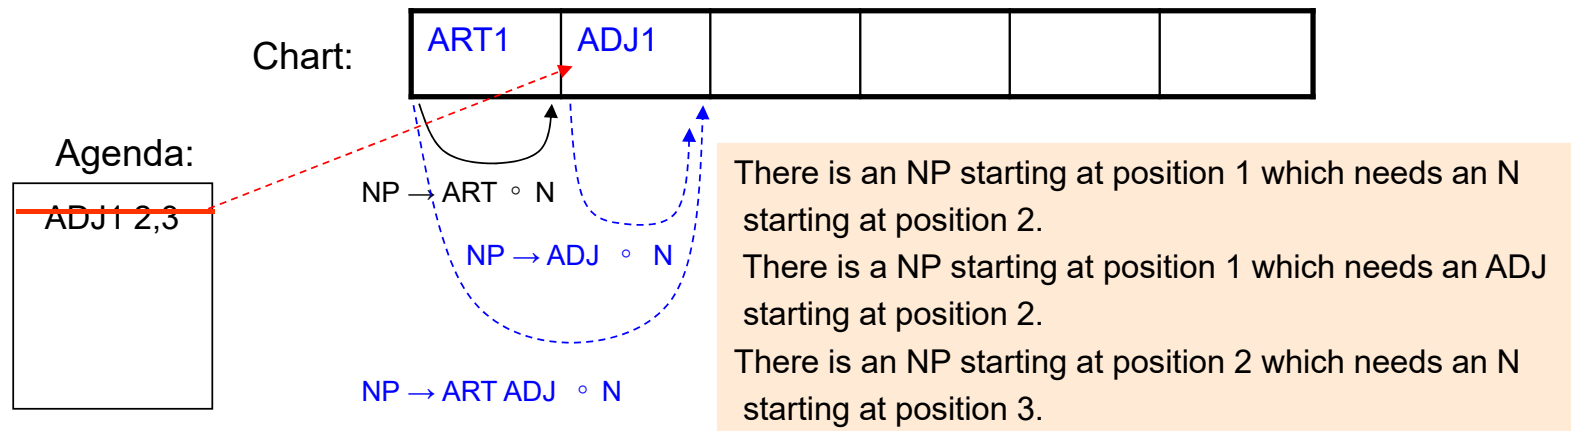 Chart:
ART1
ADJ1
Agenda:
ADJ1 2,3
NP → ART ∘ N
NP → ADJ ∘ N
NP → ART ADJ ∘ N
There is an NP starting at position 1 which needs an N
starting at position 2.
There is a NP starting at position 1 which needs an ADJ
starting at position 2.
There is an NP starting at position 2 which needs an N
starting at position 3.